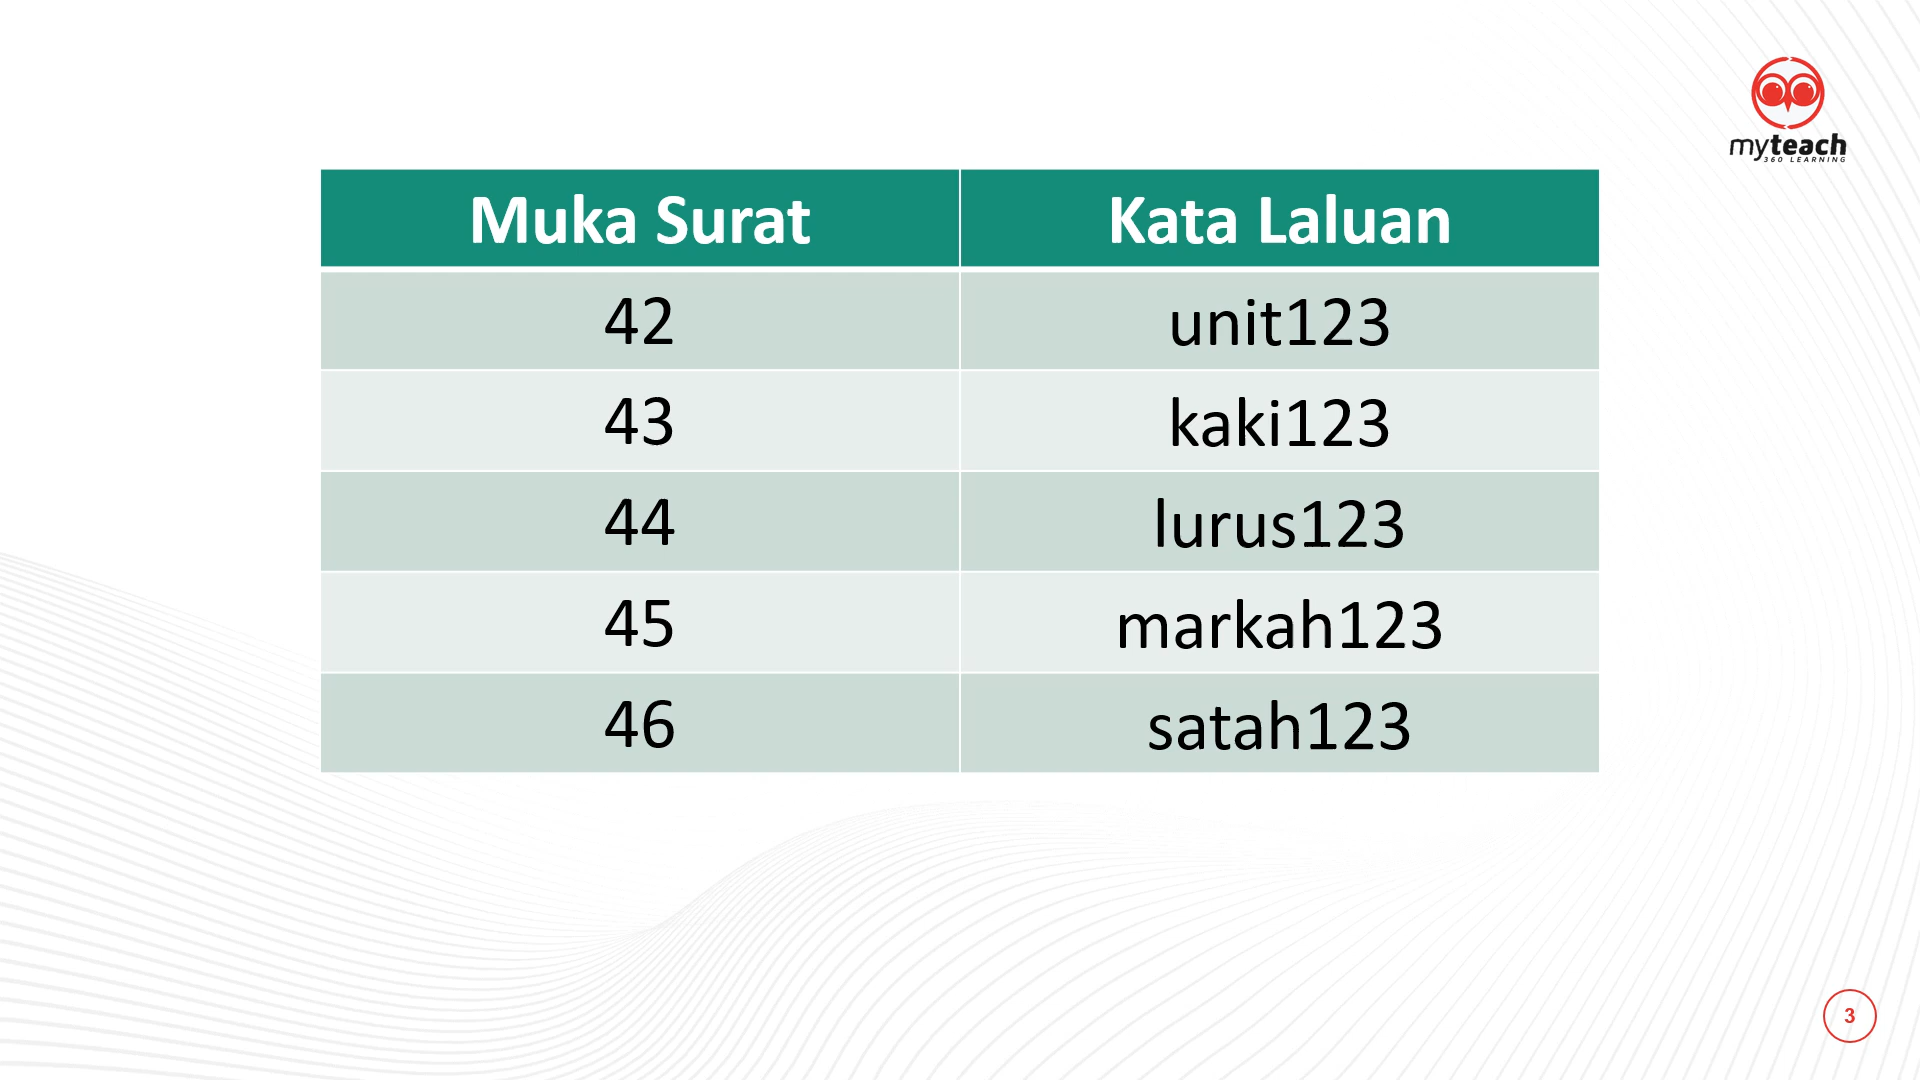 myteach
360 LEARNING
Muka Surat Kata Laluan
42 unit123
43 kaki123
44 lurus123
45 markah123
46 satah123
3